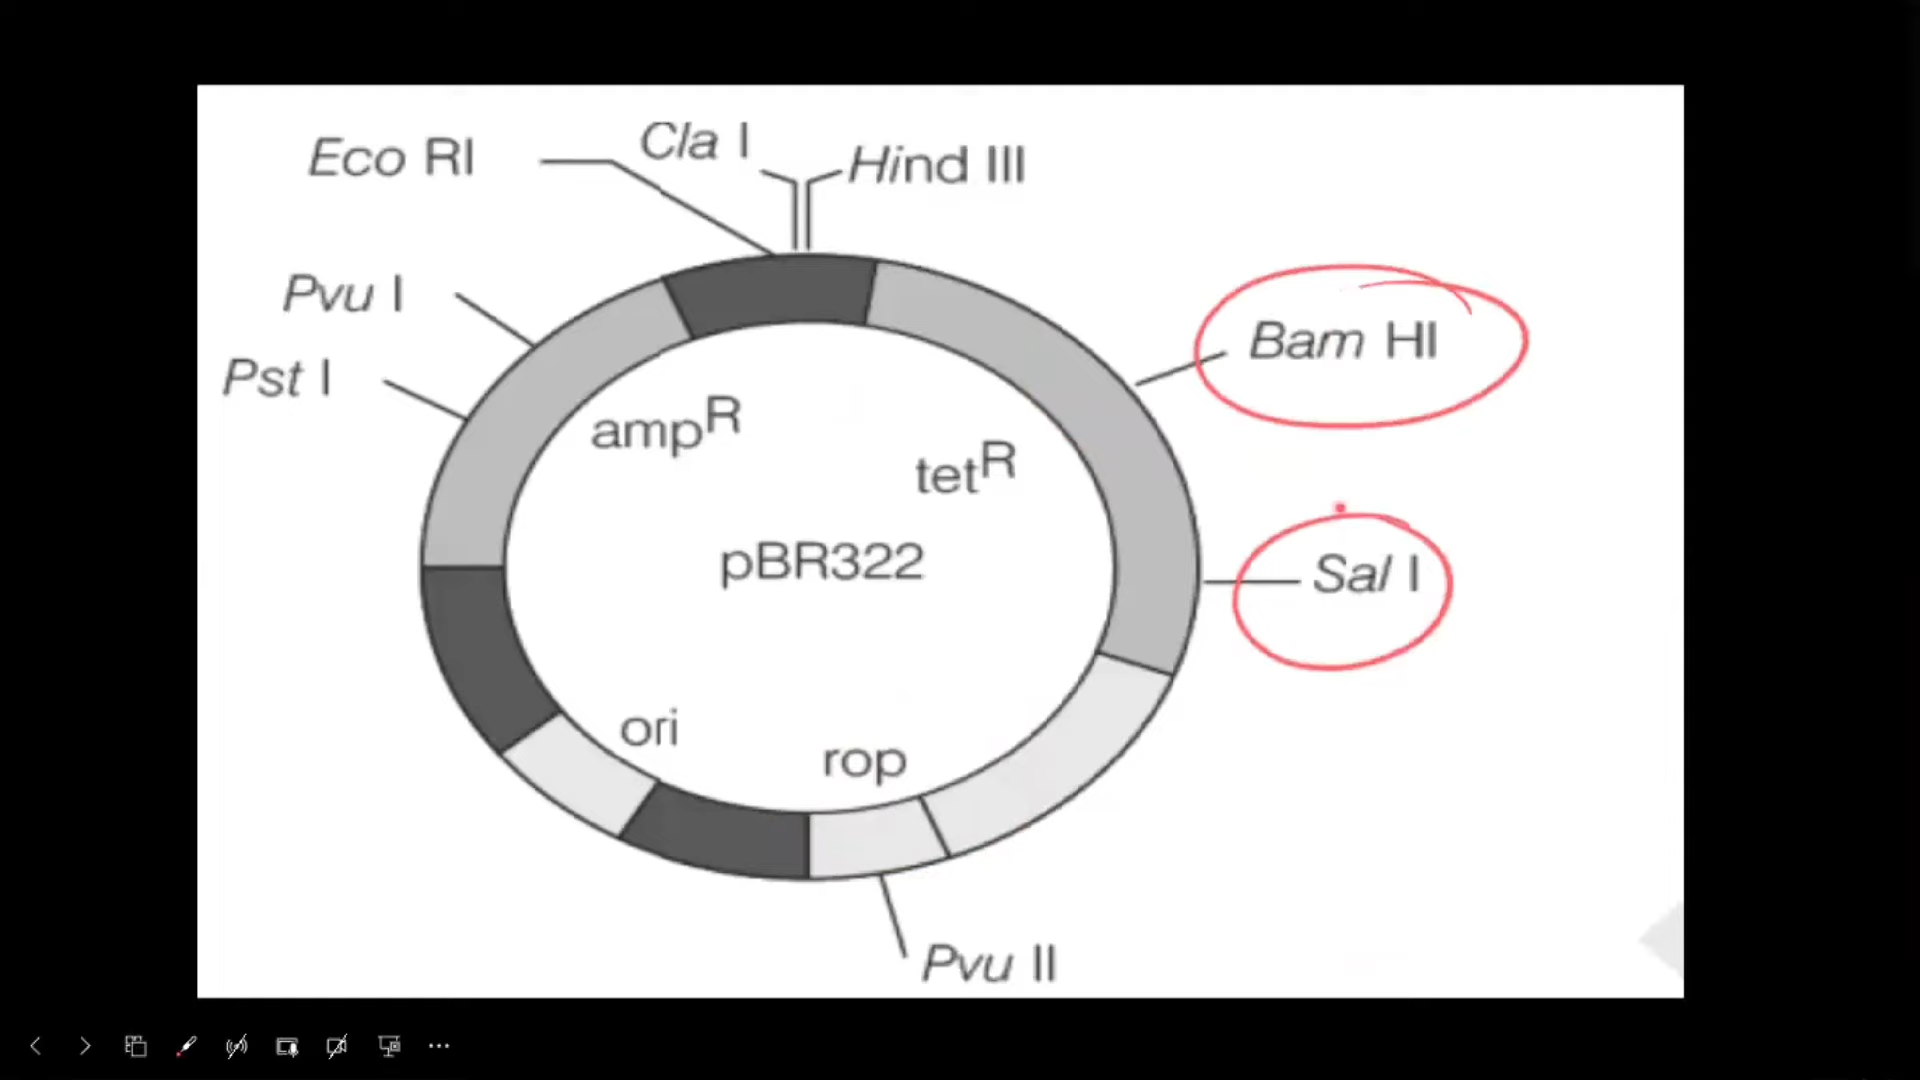 Cla I
Eco RI
Hind III
Pvu I
Bam HI
Pst I
ampR
tetR
pBR322
Sal I
ori
rop
Pvu II